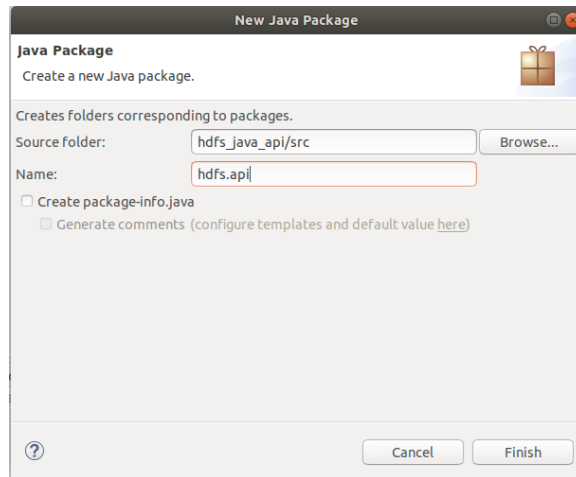 New Java Package
Java Package
Create a new Java package.
Creates folders corresponding to packages.
Source folder: hdfs_java_api/src Browse...
Name: hdfs.api
Create package-info.java
Generate comments (configure templates and default value here)
? Cancel Finish